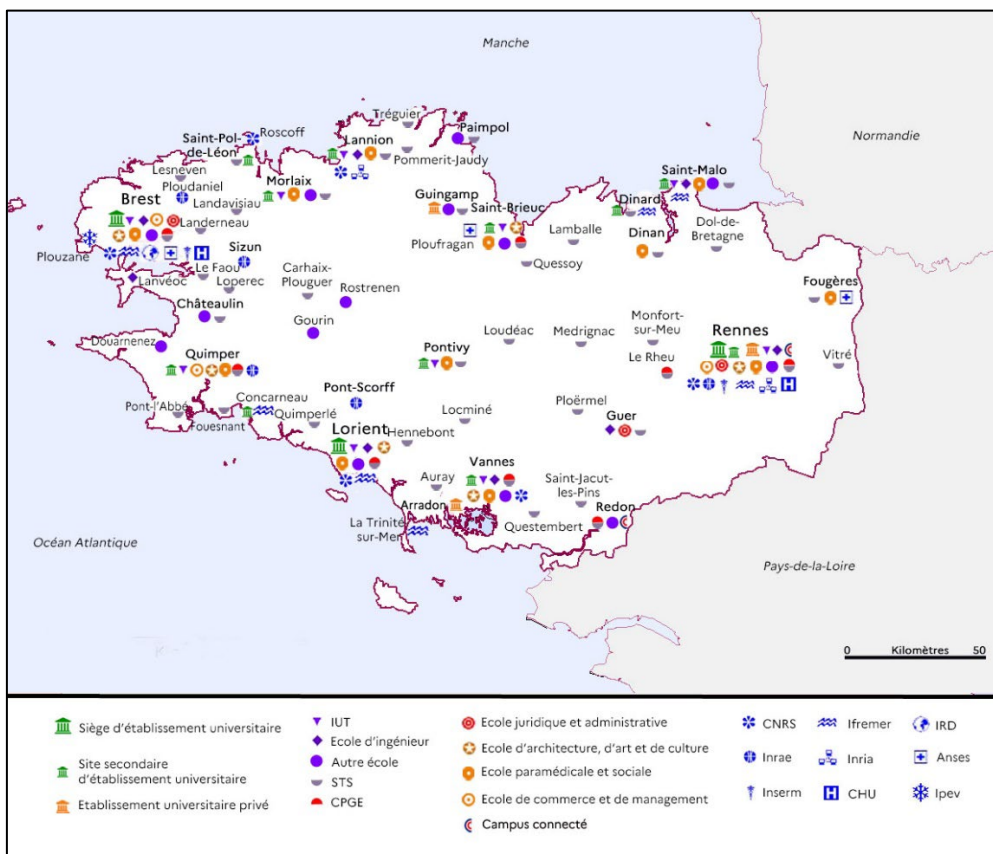 Manche
Normandie
Tréguier
Paimpol
Saint-Pol-
de-Léon
Roscoff
Lannion
Pommerit-Jaudy
Lesneven
Ploudaniel
Morlaix
Saint-Malo
Guingamp
Brest
Landavisiau
Saint-Brieuc
Dinard
Landerneau
Dol-de-
Bretagne
Lamballe
Dinan
Ploufragan
Plouzane
Sizun
Quessoy
Le Faou
Lanvéoc
Loperec
Carhaix-
Plouguer
Rostrenen
Fougères
Châteaulin
Gourin
Loudéac
Medrignac
Monfort-
sur-Meu
Rennes
Douarnenez
Le Rheu
Vitré
Quimper
Pontivy
Pont-Scorff
Concarneau
Pont-l'Abbé
Fouesnant
Quimperlé
Locminé
Ploërmel
Guer
Lorient
Hennebont
Vannes
Auray
Saint-Jacut-
les-Pins
Arradon
Redon
La Trinité
sur-Mer
Questembert
Océan Atlantique
Pays-de-la-Loire
0 Kilomètres 50
Siège d'établissement universitaire
Site secondaire
d'établissement universitaire
Etablissement universitaire privé
IUT
Ecole d'ingénieur
Autre école
STS
CPGE
Ecole juridique et administrative
Ecole d'architecture, d'art et de culture
Ecole paramédicale et sociale
Ecole de commerce et de management
Campus connecté
CNRS
Ifremer
IRD
Inrae
Inria
Anses
Inserm
CHU
Ipev